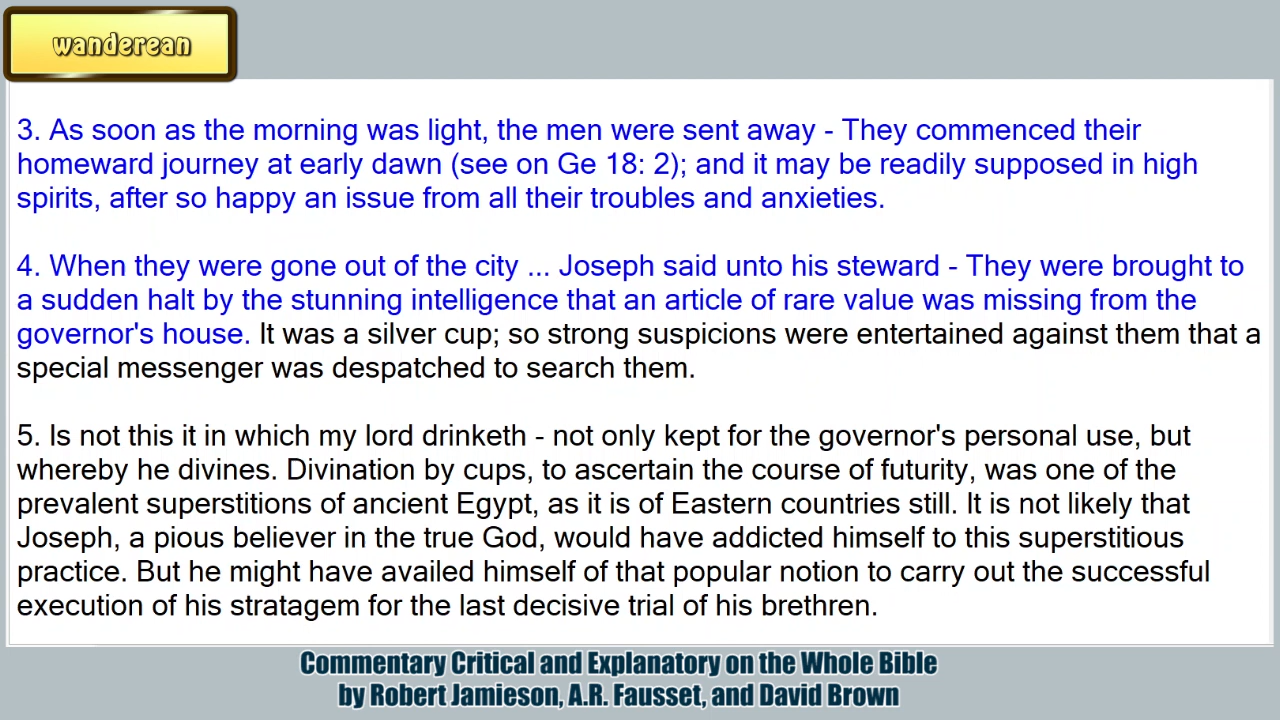 wanderean
3. As soon as the morning was light, the men were sent away - They commenced their
homeward journey at early dawn (see on Ge 18: 2); and it may be readily supposed in high
spirits, after so happy an issue from all their troubles and anxieties.
4. When they were gone out of the city ... Joseph said unto his steward - They were brought to
a sudden halt by the stunning intelligence that an article of rare value was missing from the
governor's house. It was a silver cup; so strong suspicions were entertained against them that a
special messenger was despatched to search them.
5. Is not this it in which my lord drinketh - not only kept for the governor's personal use, but
whereby he divines. Divination by cups, to ascertain the course of futurity, was one of the
prevalent superstitions of ancient Egypt, as it is of Eastern countries still. It is not likely that
Joseph, a pious believer in the true God, would have addicted himself to this superstitious
practice. But he might have availed himself of that popular notion to carry out the successful
execution of his stratagem for the last decisive trial of his brethren.
Commentary Critical and Explanatory on the Whole Bible
by Robert Jamieson, A.R. Fausset, and David Brown